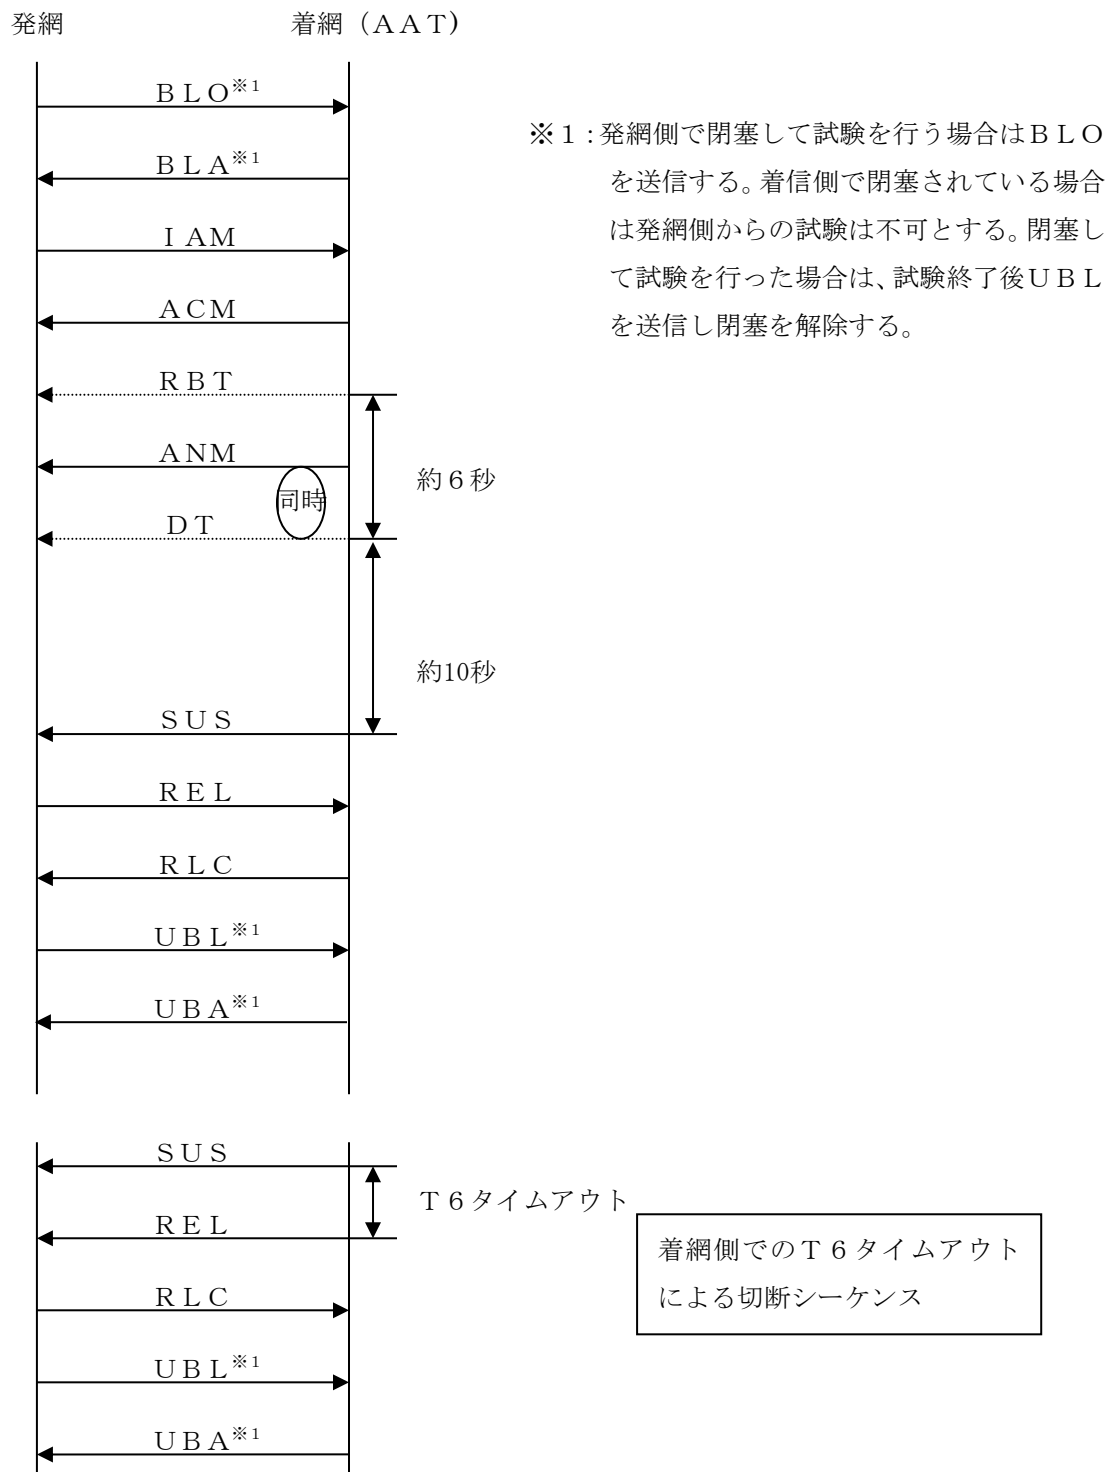 発網
着網（ＡＡＴ）
ＢＬＯ※1
※１：発網側で閉塞して試験を行う場合はＢＬＯ
を送信する。着信側で閉塞されている場合
は発網側からの試験は不可とする。閉塞し
て試験を行った場合は、試験終了後ＵＢＬ
を送信し閉塞を解除する。
ＢＬＡ※1
ＩＡＭ
ＡＣＭ
ＲＢＴ
ＡＮＭ
約６秒
同時
ＤＴ
約10秒
ＳＵＳ
ＲＥＬ
ＲＬＣ
ＵＢＬ※1
ＵＢＡ※1
ＳＵＳ
Ｔ６タイムアウト
ＲＥＬ
着網側でのＴ６タイムアウト
による切断シーケンス
ＲＬＣ
ＵＢＬ※1
ＵＢＡ※1